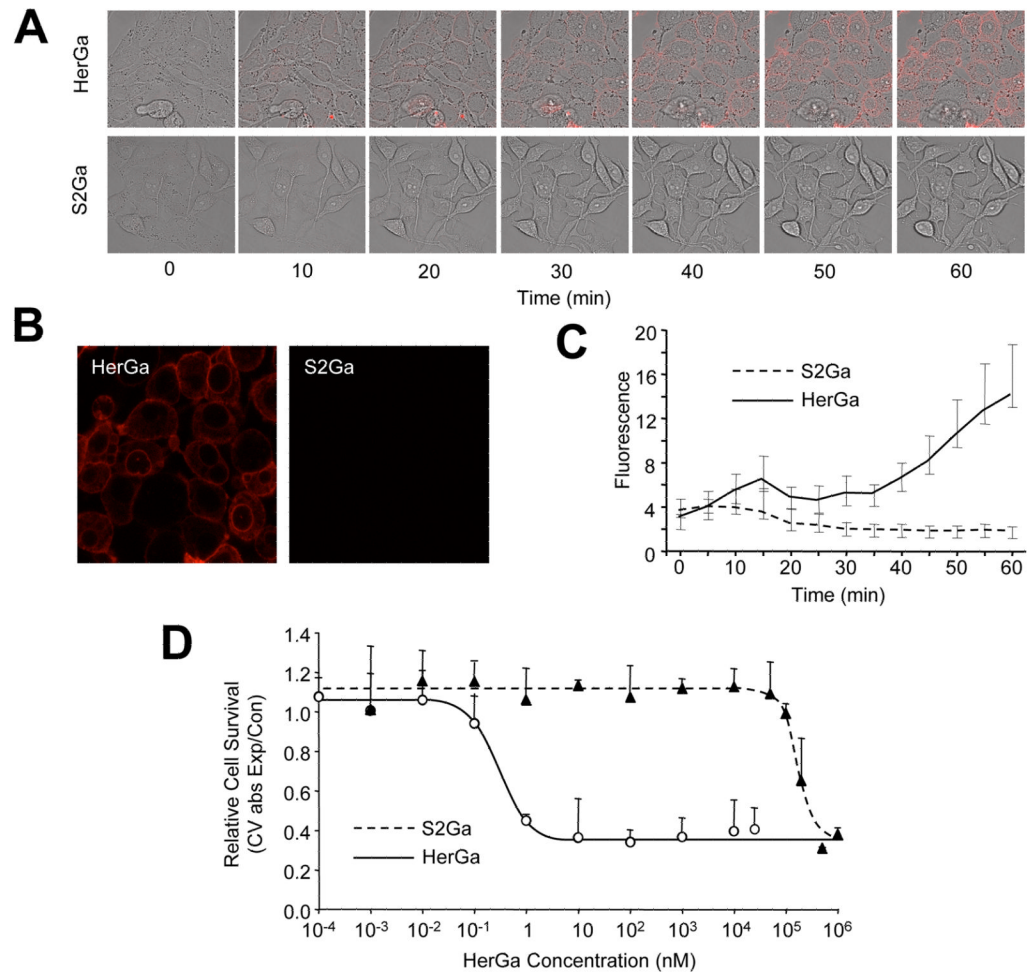 A
HerGa
S2Ga
0 10 20 30 40 50 60
Time (min)
B
HerGa
S2Ga
C
Fluorescence
20
16
12
8
4
0
S2Ga
HerGa
0 10 20 30 40 50 60
Time (min)
D
Relative Cell Survival
(CV abs Exp/Con)
1.4
1.2
1.0
0.8
0.6
0.4
0.2
0.0
S2Ga
HerGa
10⁻⁴ 10⁻³ 10⁻² 10⁻¹ 1 10 10² 10³ 10⁴ 10⁵ 10⁶
HerGa Concentration (nM)